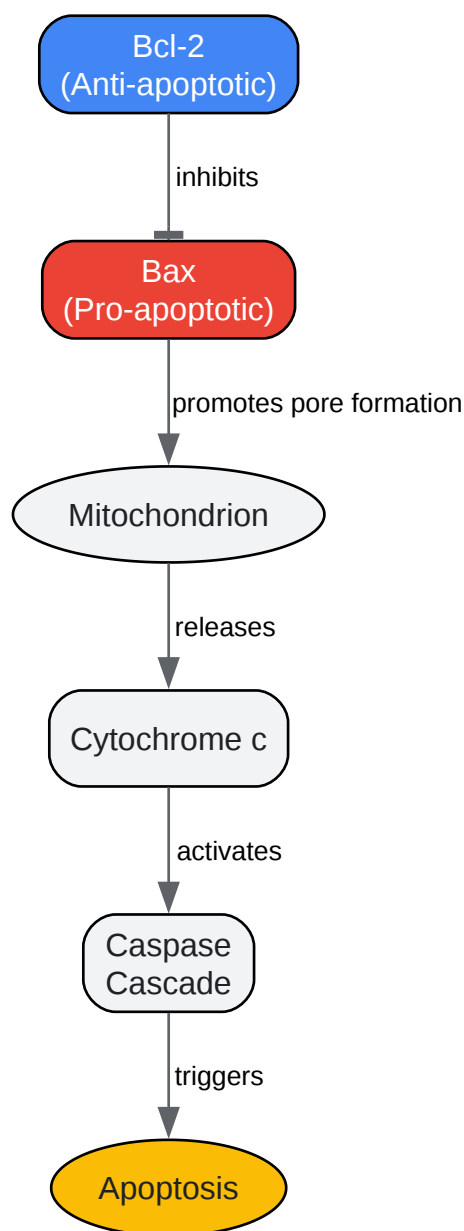 Bcl-2
(Anti-apoptotic)
inhibits
Bax
(Pro-apoptotic)
promotes pore formation
Mitochondrion
releases
Cytochrome c
activates
Caspase
Cascade
triggers
Apoptosis